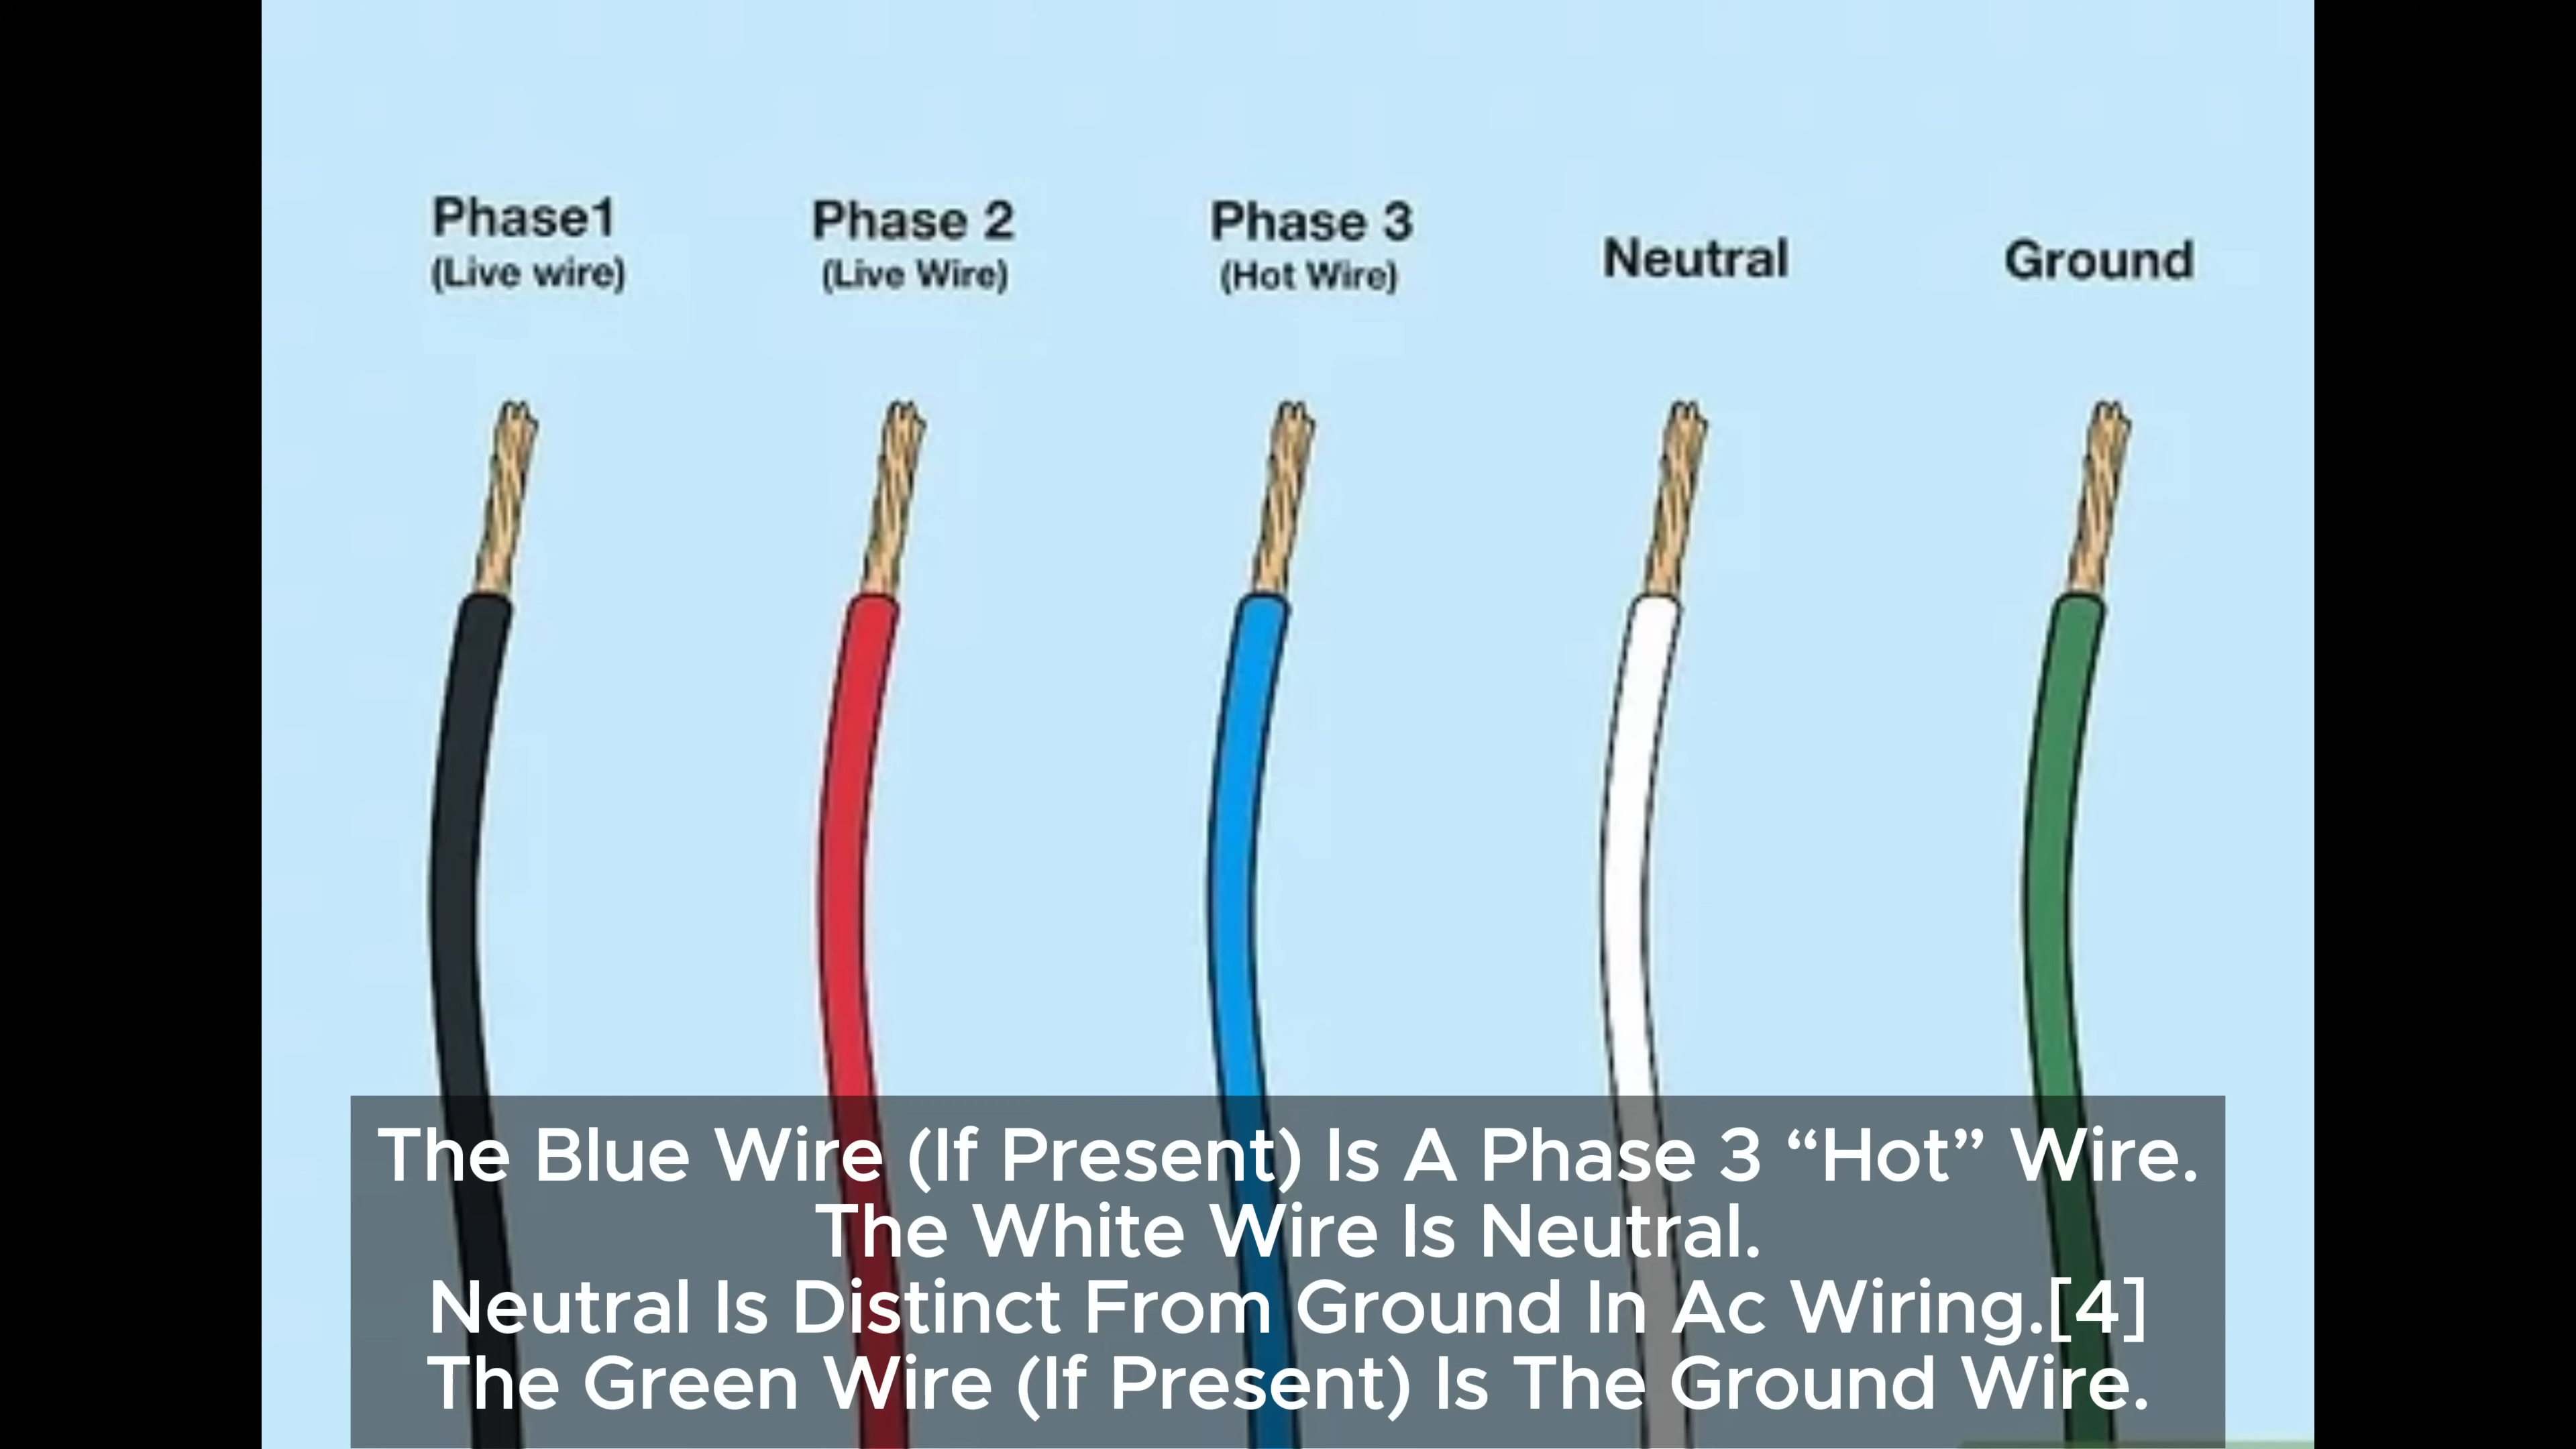 Phase1
(Live wire)
Phase 2
(Live Wire)
Phase 3
(Hot Wire)
Neutral
Ground
The Blue Wire (If Present) Is A Phase 3 “Hot” Wire.
The White Wire Is Neutral.
Neutral Is Distinct From Ground In Ac Wiring.[4]
The Green Wire (If Present) Is The Ground Wire.